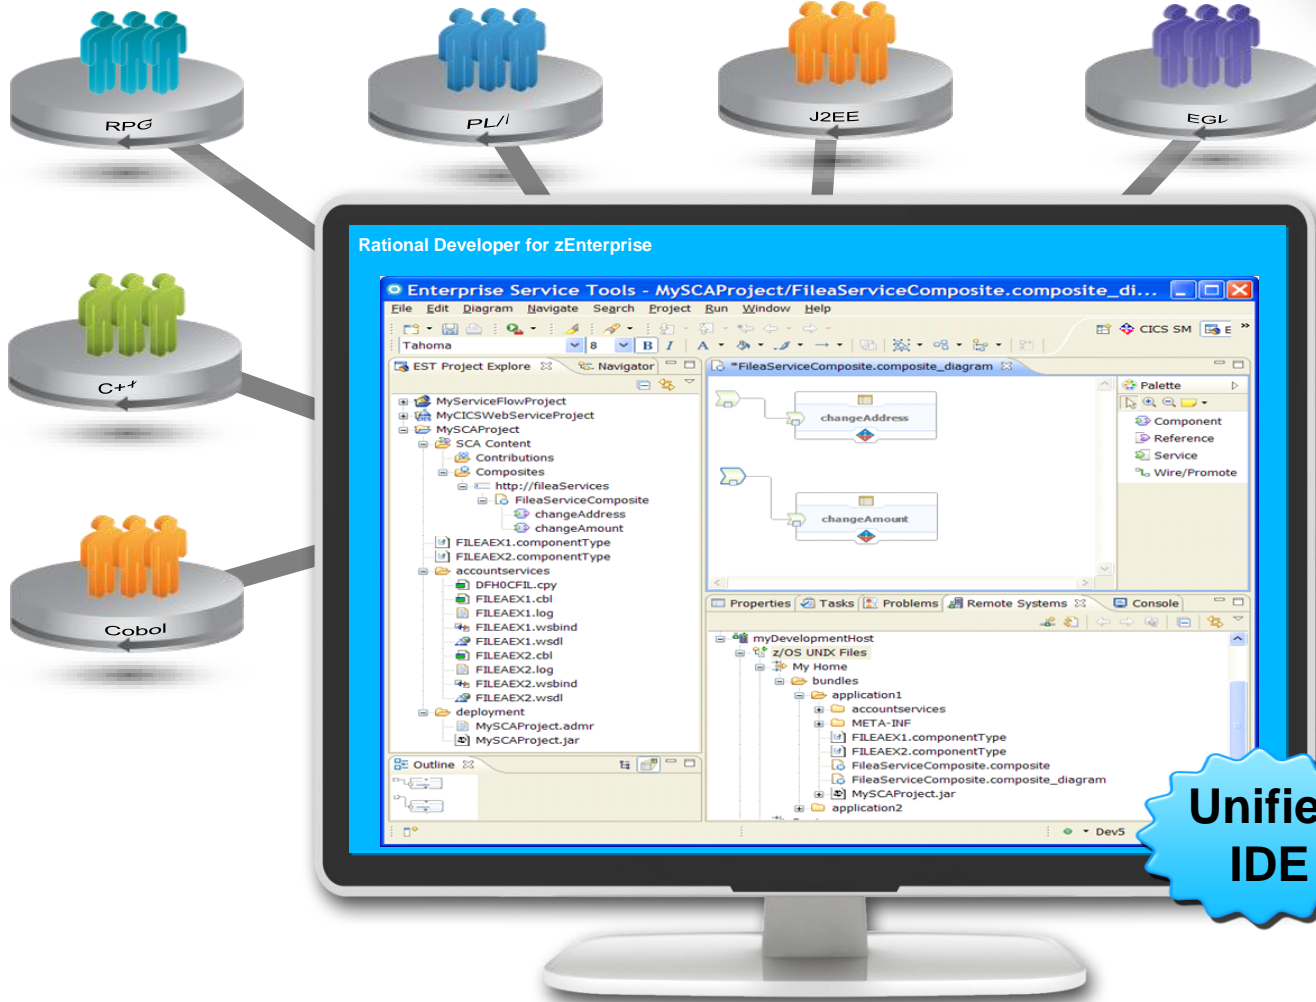 RPG
PL/I
J2EE
EGL
C++
Cobol
Rational Developer for zEnterprise
Enterprise Service Tools - MySCAProject/FileaServiceComposite.composite_di...
File Edit Diagram Navigate Search Project Run Window Help
CICS SM E »
Tahoma 8 B I A
EST Project Explore Navigator
MyServiceFlowProject
MyCICSWebServiceProject
MySCAProject
SCA Content
Contributions
Composites
http://fileaServices
FileaServiceComposite
changeAddress
changeAmount
FILEAEX1.componentType
FILEAEX2.componentType
accountservices
DFH0CFIL.cpy
FILEAEX1.cbl
FILEAEX1.log
FILEAEX1.wsbind
FILEAEX1.wsdl
FILEAEX2.cbl
FILEAEX2.log
FILEAEX2.wsbind
FILEAEX2.wsdl
deployment
MySCAProject.admr
MySCAProject.jar
Outline
*FileaServiceComposite.composite_diagram
changeAddress
changeAmount
Palette
Component
Reference
Service
Wire/Promote
Properties Tasks Problems Remote Systems Console
myDevelopmentHost
z/OS UNIX Files
My Home
bundles
application1
accountservices
META-INF
FILEAEX1.componentType
FILEAEX2.componentType
FileaServiceComposite.composite
FileaServiceComposite.composite_diagram
MySCAProject.jar
application2
Dev5
Unifie
IDE